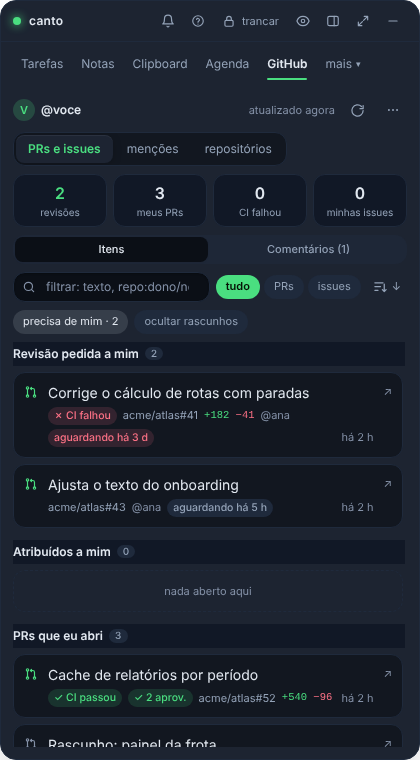 canto
trancar
Tarefas Notas Clipboard Agenda GitHub mais ▾
V @voce atualizado agora
PRs e issues menções repositórios
2 3 0 0
revisões meus PRs CI falhou minhas issues
Itens Comentários (1)
filtrar: texto, repo:dono/n tudo PRs issues
precisa de mim · 2 ocultar rascunhos
Revisão pedida a mim 2
Corrige o cálculo de rotas com paradas
× CI falhou acme/atlas#41 +182 −41 @ana
aguardando há 3 d há 2 h
Ajusta o texto do onboarding
acme/atlas#43 @ana aguardando há 5 h há 2 h
Atribuídos a mim 0
nada aberto aqui
PRs que eu abri 3
Cache de relatórios por período
✓ CI passou ✓ 2 aprov. acme/atlas#52 +540 −96 há 2 h
Rascunho: painel da frota